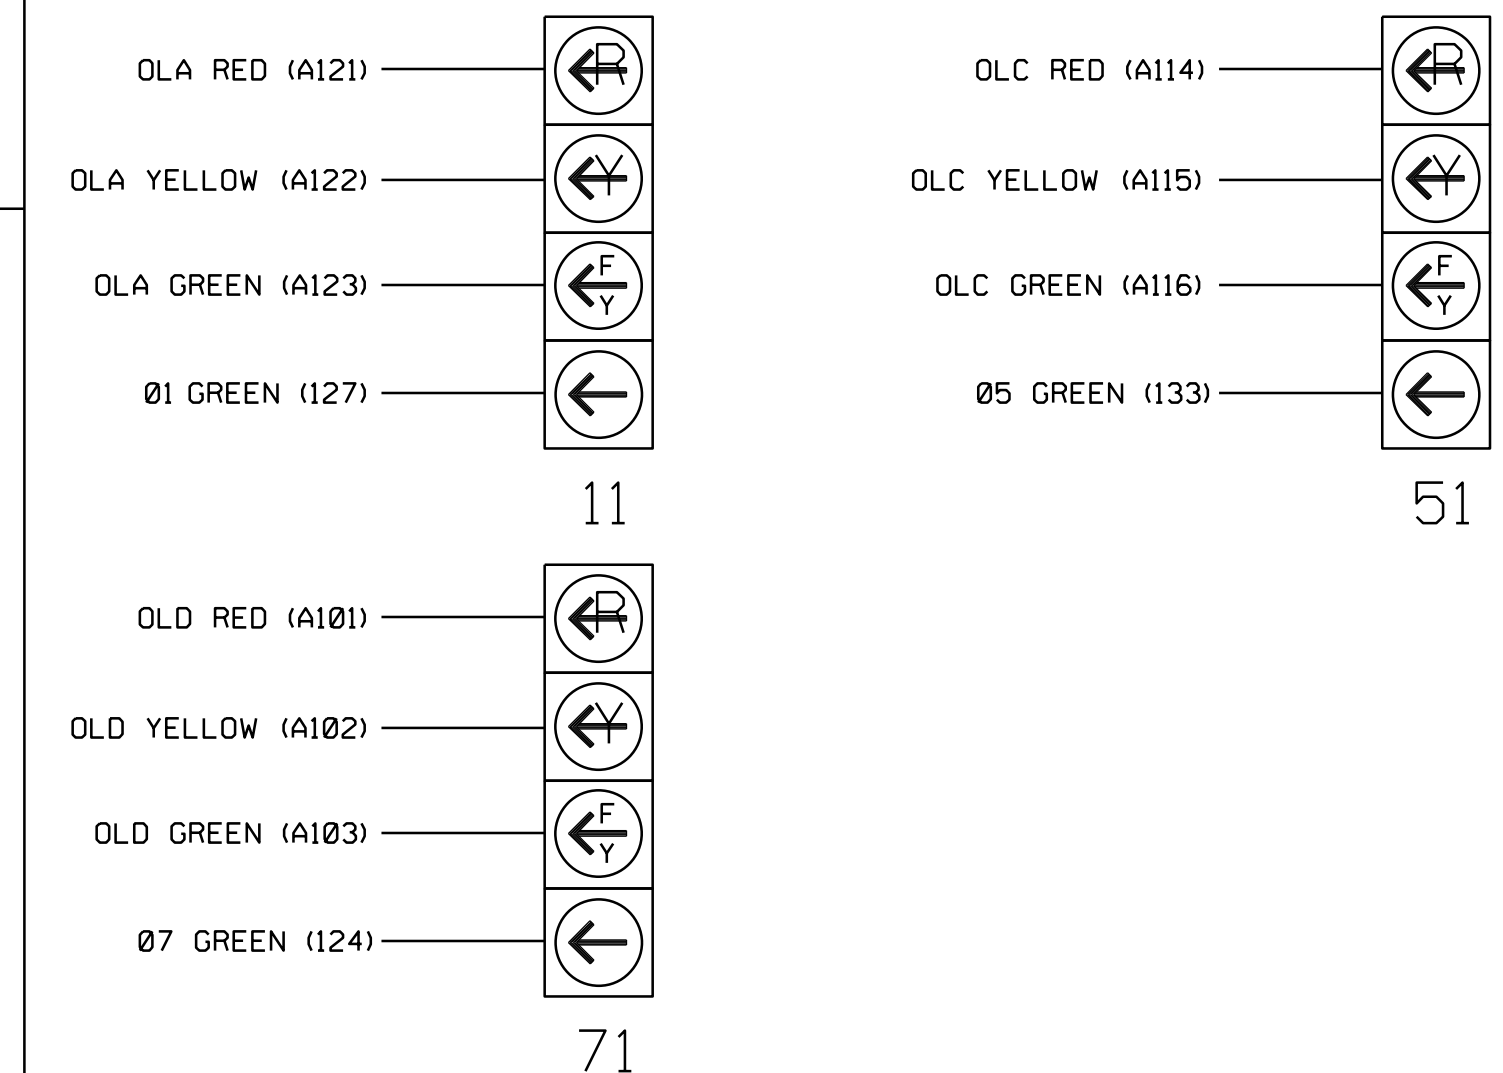 OLA RED (A121)
R
OLA YELLOW (A122)
Y
OLA GREEN (A123)
F
Y
Ø1 GREEN (127)
11
OLC RED (A114)
R
OLC YELLOW (A115)
Y
OLC GREEN (A116)
F
Y
Ø5 GREEN (133)
51
OLD RED (A1Ø1)
R
OLD YELLOW (A1Ø2)
Y
OLD GREEN (A1Ø3)
F
Y
Ø7 GREEN (124)
71